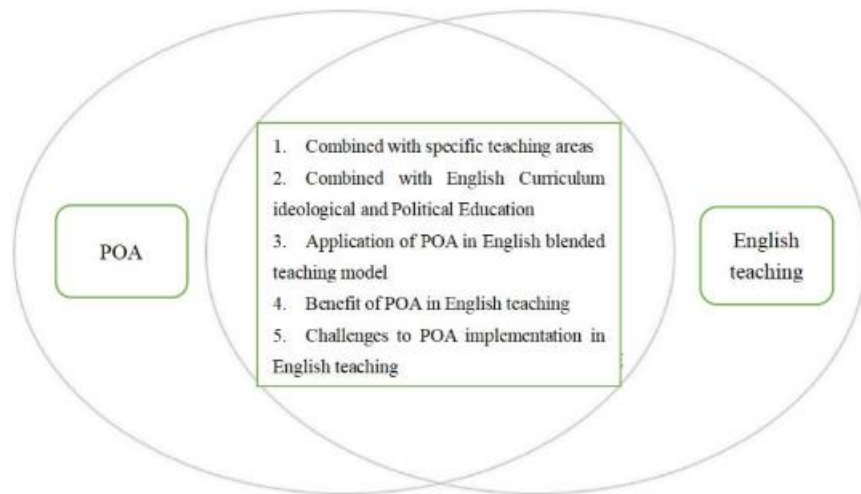 POA
1. Combined with specific teaching areas
2. Combined with English Curriculum
ideological and Political Education
3. Application of POA in English blended
teaching model
4. Benefit of POA in English teaching
5. Challenges to POA implementation in
English teaching
English
teaching